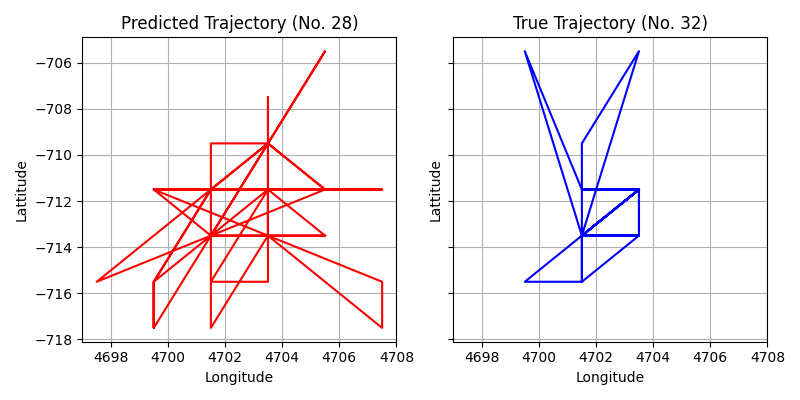 Predicted Trajectory (No. 28)
True Trajectory (No. 32)
−706
−708
−710
−712
−714
−716
−718
Lattitude
Lattitude
4698 4700 4702 4704 4706 4708
4698 4700 4702 4704 4706 4708
Longitude
Longitude